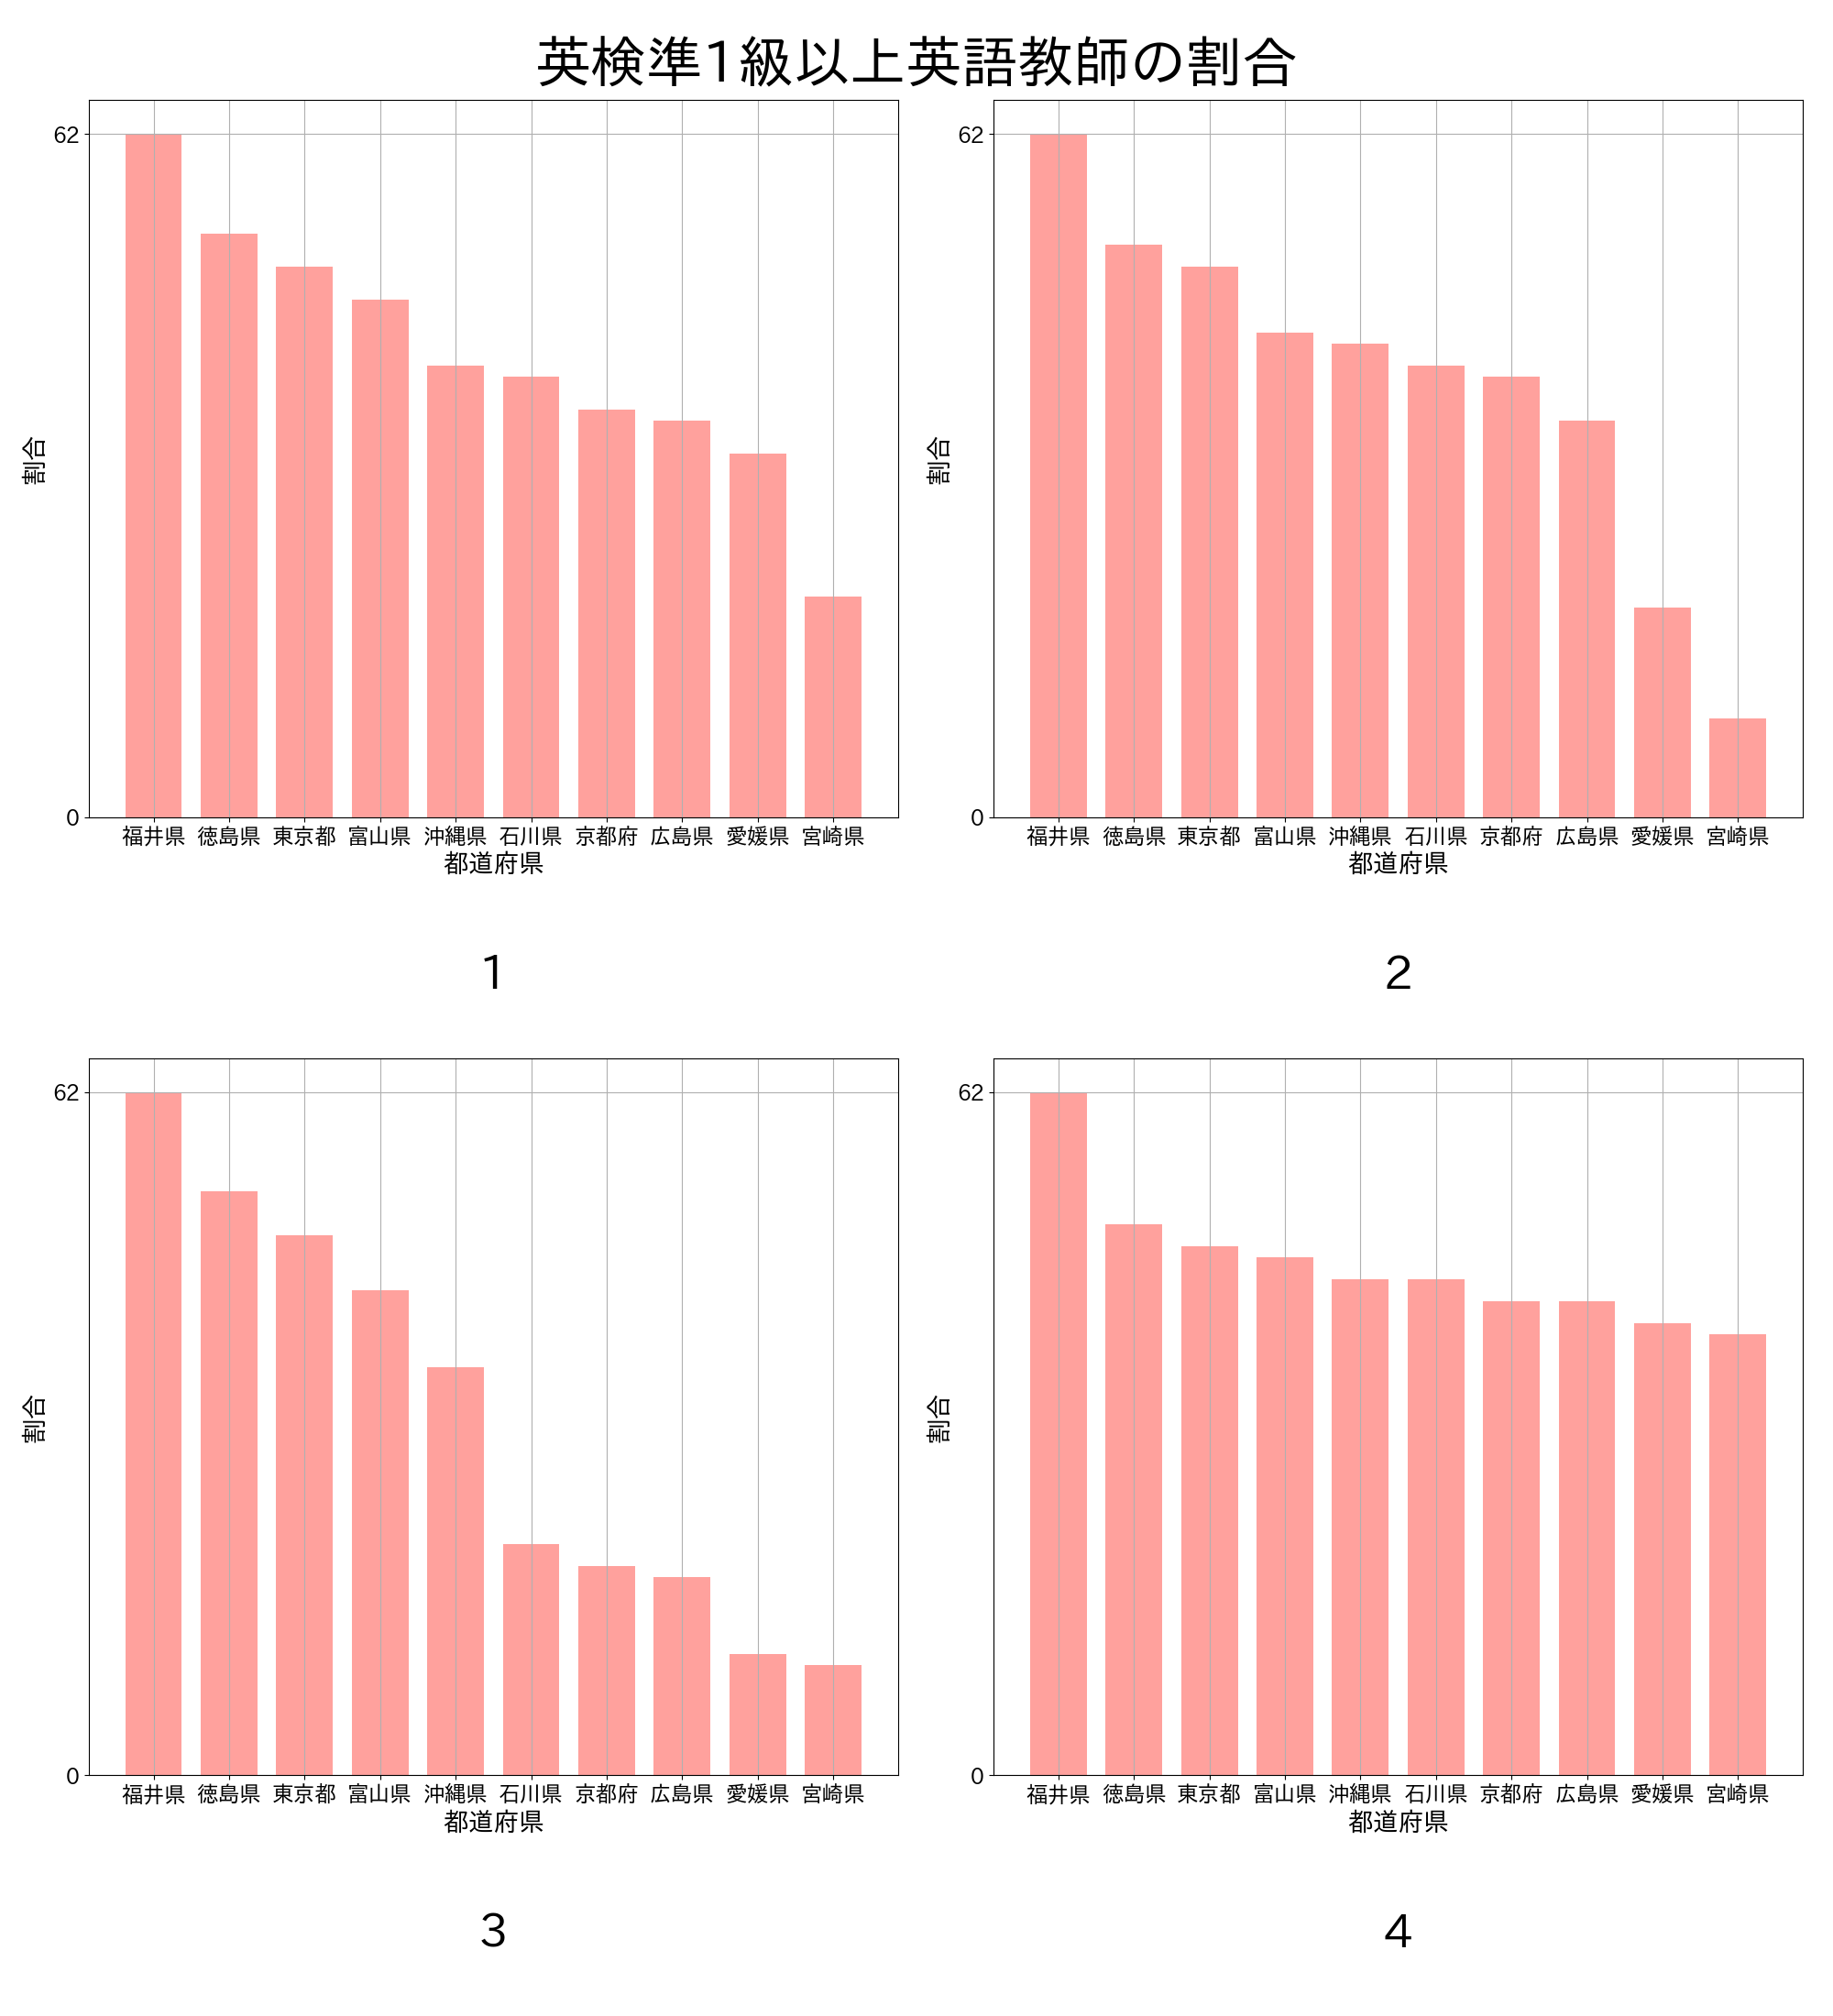 英検準1級以上英語教師の割合
62
0
割合
福井県 徳島県 東京都 富山県 沖縄県 石川県 京都府 広島県 愛媛県 宮崎県
都道府県
1
62
0
割合
福井県 徳島県 東京都 富山県 沖縄県 石川県 京都府 広島県 愛媛県 宮崎県
都道府県
2
62
0
割合
福井県 徳島県 東京都 富山県 沖縄県 石川県 京都府 広島県 愛媛県 宮崎県
都道府県
3
62
0
割合
福井県 徳島県 東京都 富山県 沖縄県 石川県 京都府 広島県 愛媛県 宮崎県
都道府県
4